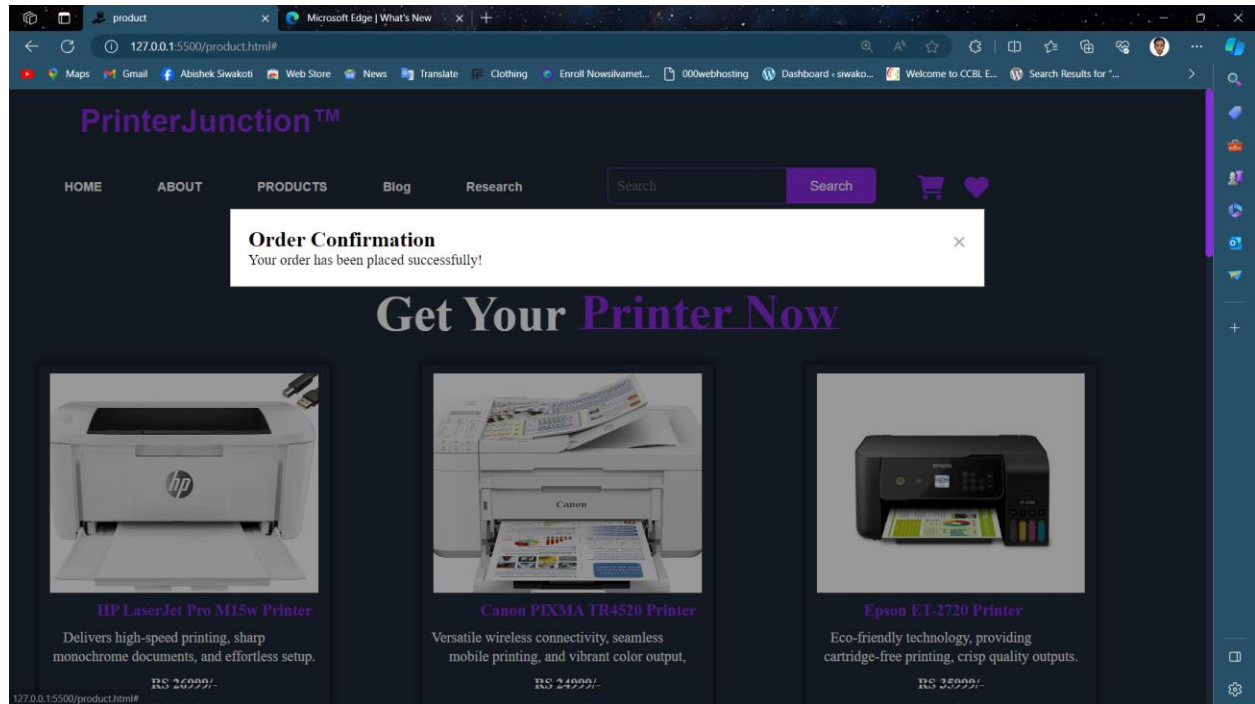 product
Microsoft Edge | What's New
127.0.0.1:5500/product.html#
Maps
Gmail
Abishek Siwakoti
Web Store
News
Translate
Clothing
Enroll Nowsilvamet...
000webhosting
Dashboard ‹ siwako...
Welcome to CCBL E...
Search Results for "...
PrinterJunction™
HOME ABOUT PRODUCTS Blog Research
Search
Search
Order Confirmation
Your order has been placed successfully!
Get Your Printer Now
hp
Canon
EPSON
HP LaserJet Pro M15w Printer
Delivers high-speed printing, sharp
monochrome documents, and effortless setup.
RS 26999/-
Canon PIXMA TR4520 Printer
Versatile wireless connectivity, seamless
mobile printing, and vibrant color output,
RS 24999/-
Epson ET-2720 Printer
Eco-friendly technology, providing
cartridge-free printing, crisp quality outputs.
RS 35999/-
127.0.0.1:5500/product.html#